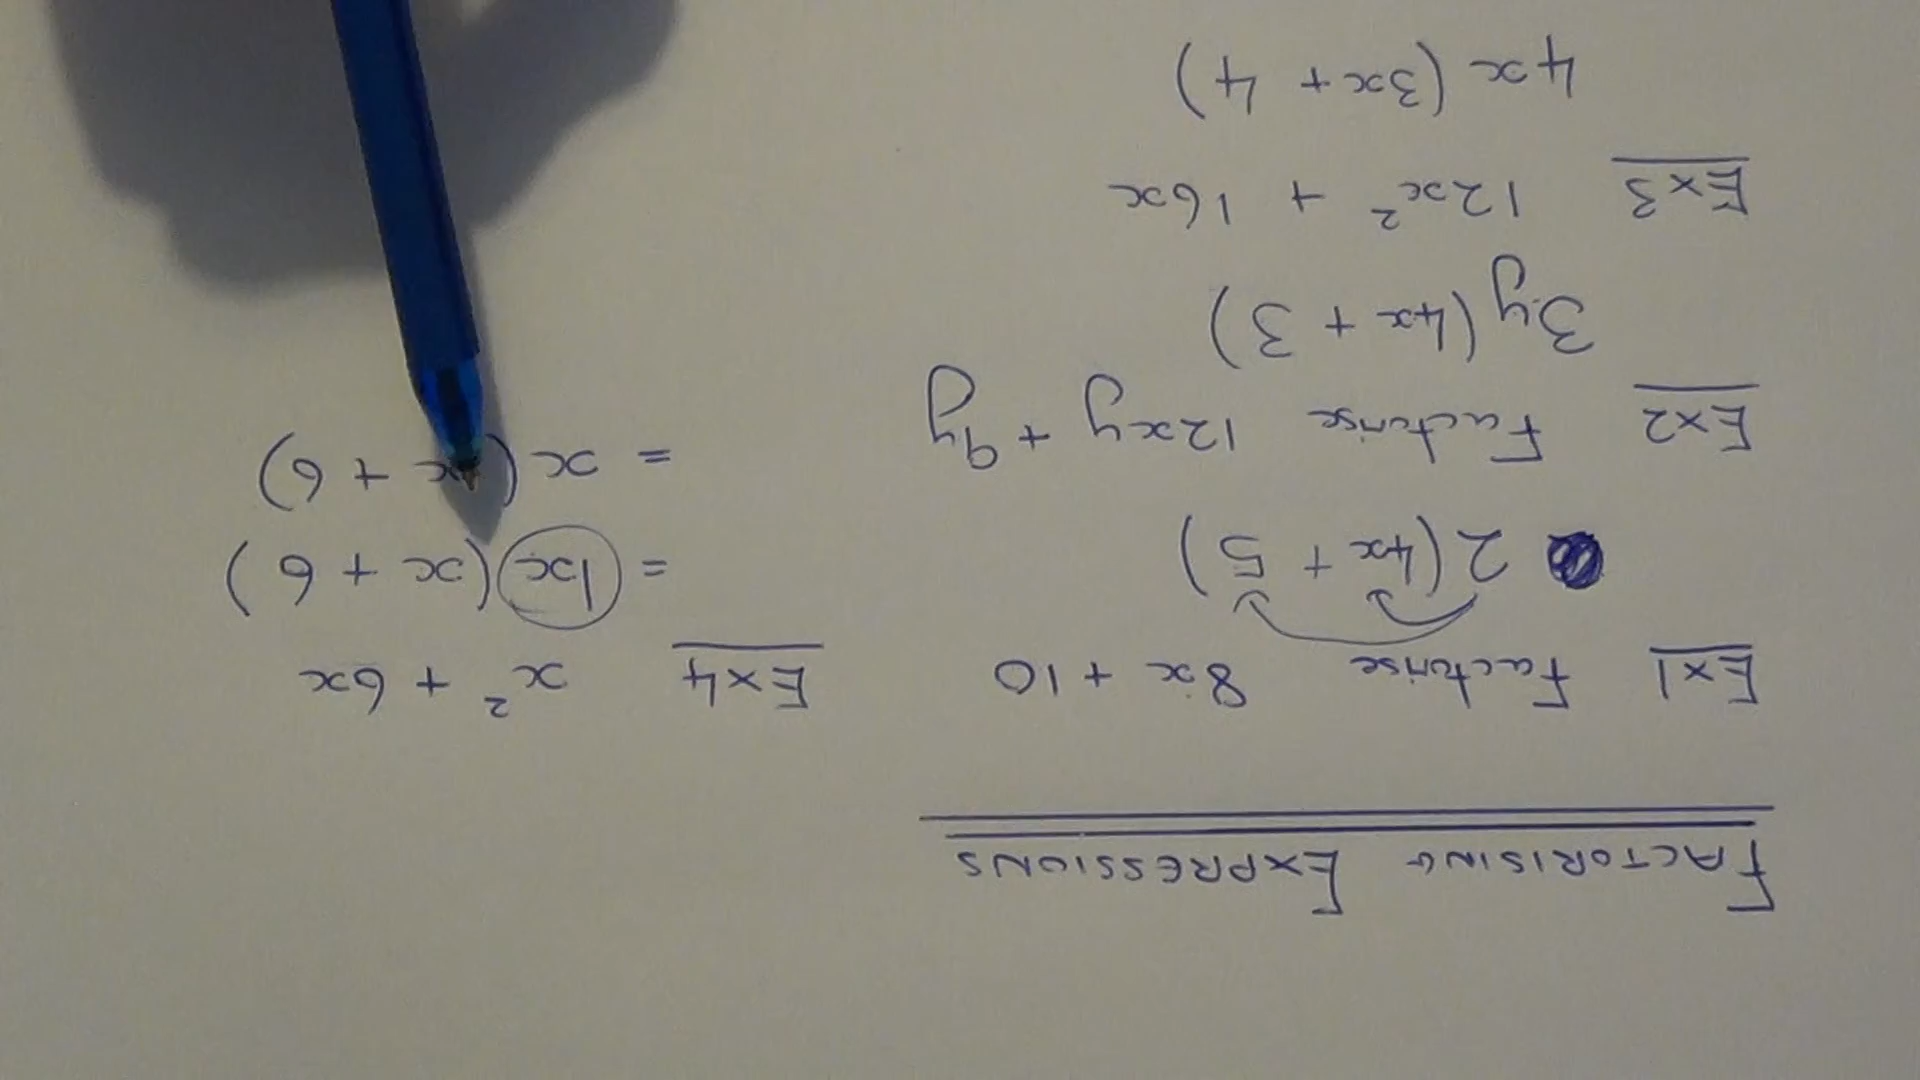 FACTORISING EXPRESSIONS
Ex1 Factorise 8x + 10
2(4x + 5)
Ex2 Factorise 12xy + 9y
3y(4x + 3)
Ex3 12x² + 16x
4x(3x + 4)
Ex4 x² + 6x
= 1x(x + 6)
= x(x + 6)